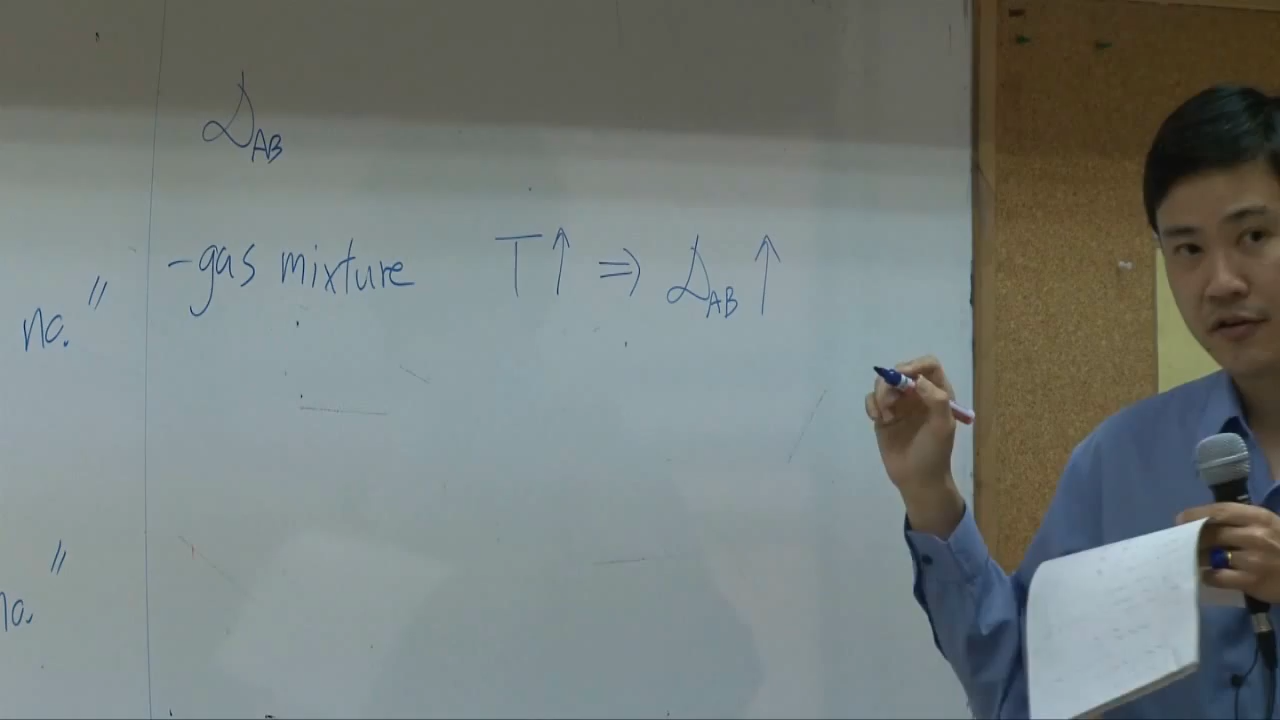 𝒟AB
-gas mixture T↑ ⇒ 𝒟AB ↑
no."
no."